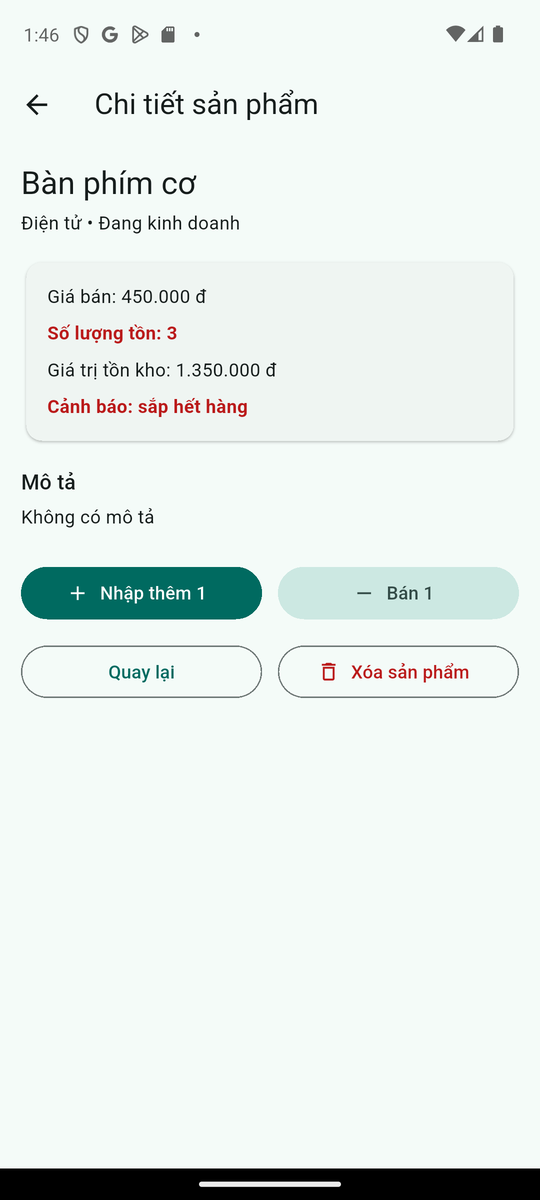 1:46
Chi tiết sản phẩm
Bàn phím cơ
Điện tử • Đang kinh doanh
Giá bán: 450.000 đ
Số lượng tồn: 3
Giá trị tồn kho: 1.350.000 đ
Cảnh báo: sắp hết hàng
Mô tả
Không có mô tả
+ Nhập thêm 1
− Bán 1
Quay lại
Xóa sản phẩm